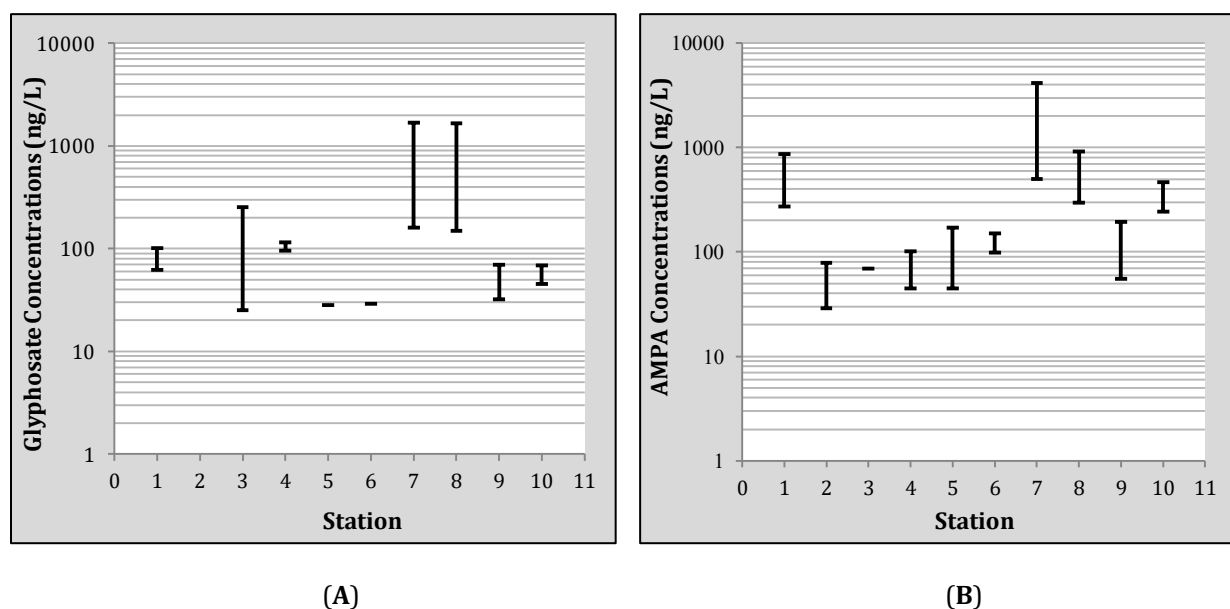 Glyphosate Concentrations (ng/L)
10000
1000
100
10
1
0 1 2 3 4 5 6 7 8 9 10 11
Station
(A)
AMPA Concentrations (ng/L)
10000
1000
100
10
1
0 1 2 3 4 5 6 7 8 9 10 11
Station
(B)